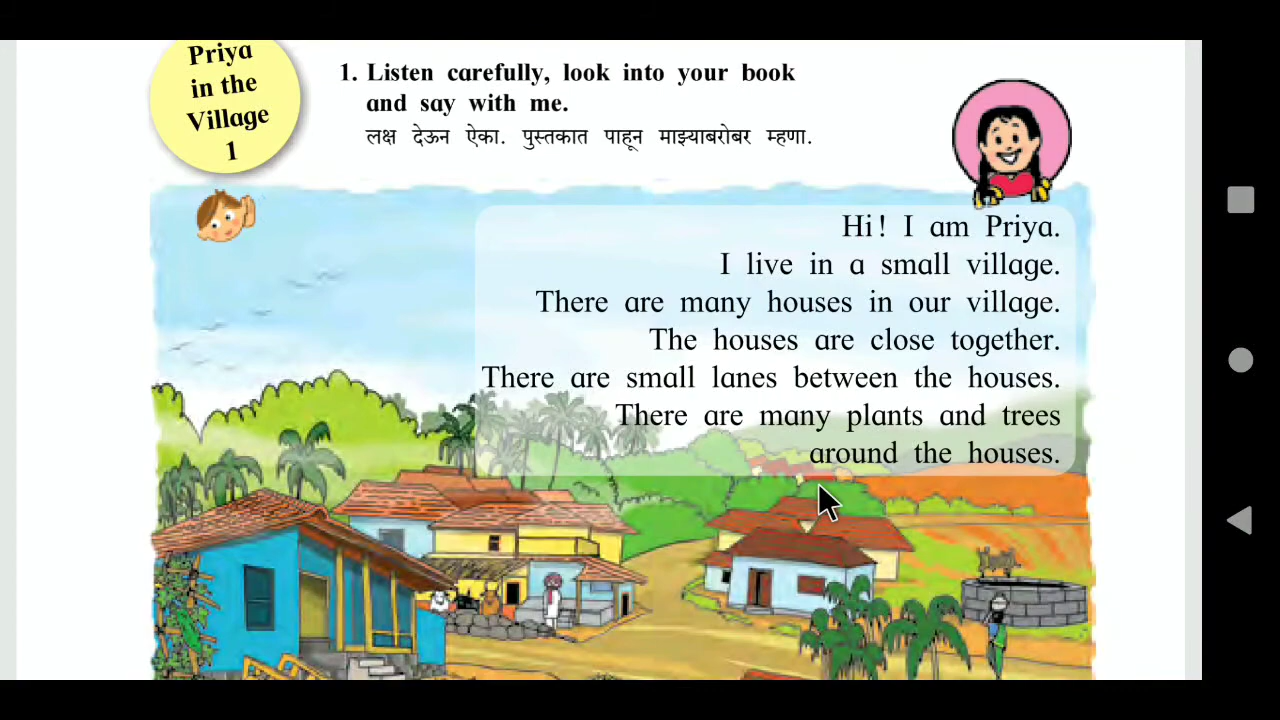 Priya
in the
Village
1
1. Listen carefully, look into your book
and say with me.
लक्ष देऊन ऐका. पुस्तकात पाहून माझ्याबरोबर म्हणा.
Hi! I am Priya.
I live in a small village.
There are many houses in our village.
The houses are close together.
There are small lanes between the houses.
There are many plants and trees
around the houses.